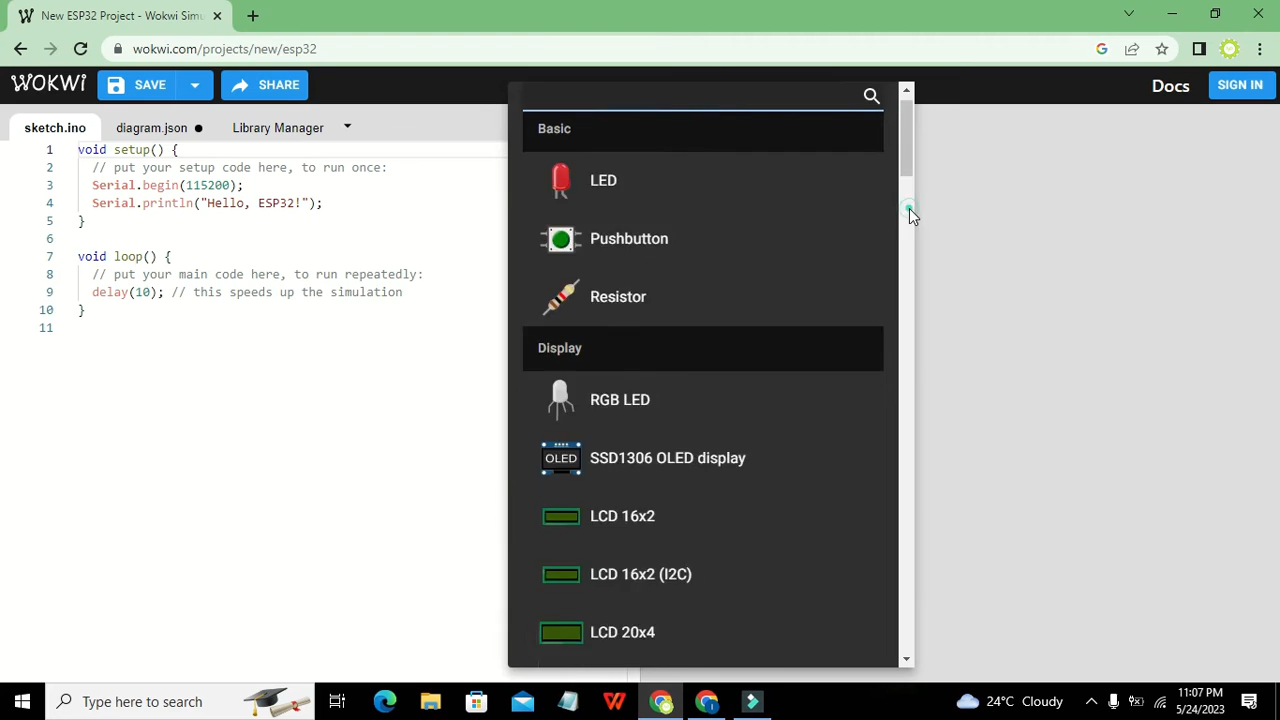 New ESP32 Project - Wokwi Simu
wokwi.com/projects/new/esp32
WOKWI
SAVE
SHARE
Docs
SIGN IN
sketch.ino
diagram.json
Library Manager
1 void setup() {
2 // put your setup code here, to run once:
3 Serial.begin(115200);
4 Serial.println("Hello, ESP32!");
5 }
6
7 void loop() {
8 // put your main code here, to run repeatedly:
9 delay(10); // this speeds up the simulation
10 }
11
Basic
LED
Pushbutton
Resistor
Display
RGB LED
OLED
SSD1306 OLED display
LCD 16x2
LCD 16x2 (I2C)
LCD 20x4
Type here to search
24°C Cloudy
11:07 PM
5/24/2023